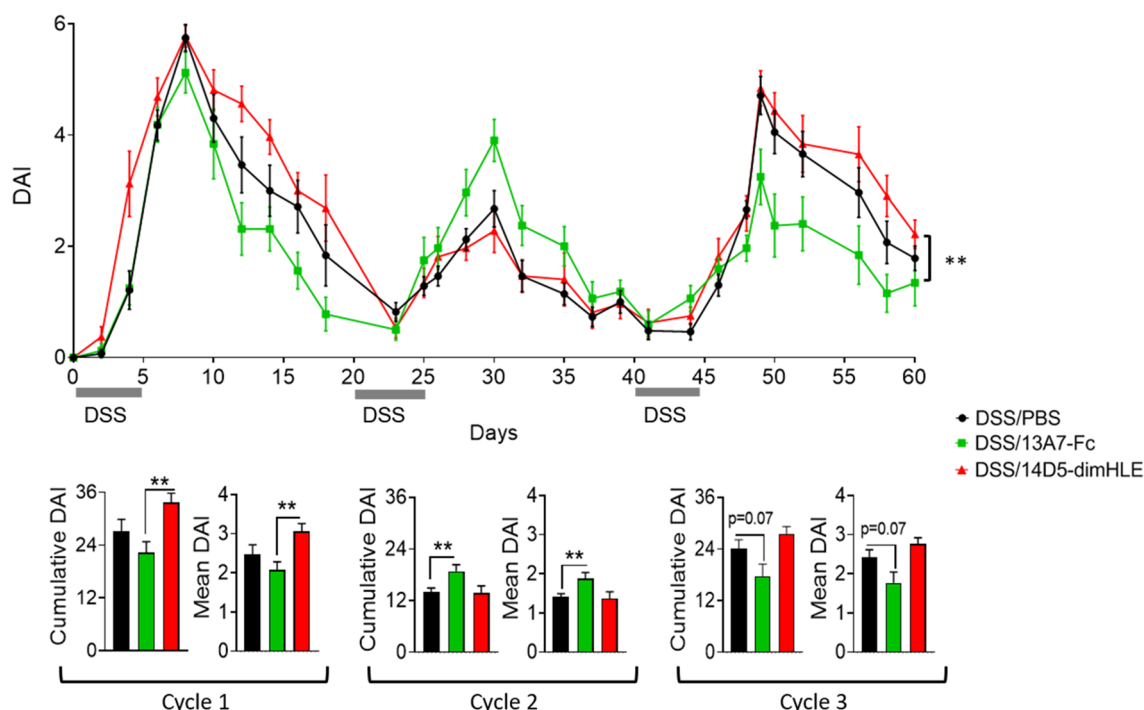 6
4
2
0
DAI
**
0 5 10 15 20 25 30 35 40 45 50 55 60
DSS DSS DSS
Days
DSS/PBS
DSS/13A7-Fc
DSS/14D5-dimHLE
Cumulative DAI
36
24
12
0
**
Mean DAI
4
3
2
1
0
**
Cycle 1
Cumulative DAI
36
24
12
0
**
Mean DAI
4
3
2
1
0
**
Cycle 2
Cumulative DAI
36
24
12
0
p=0.07
Mean DAI
4
3
2
1
0
p=0.07
Cycle 3